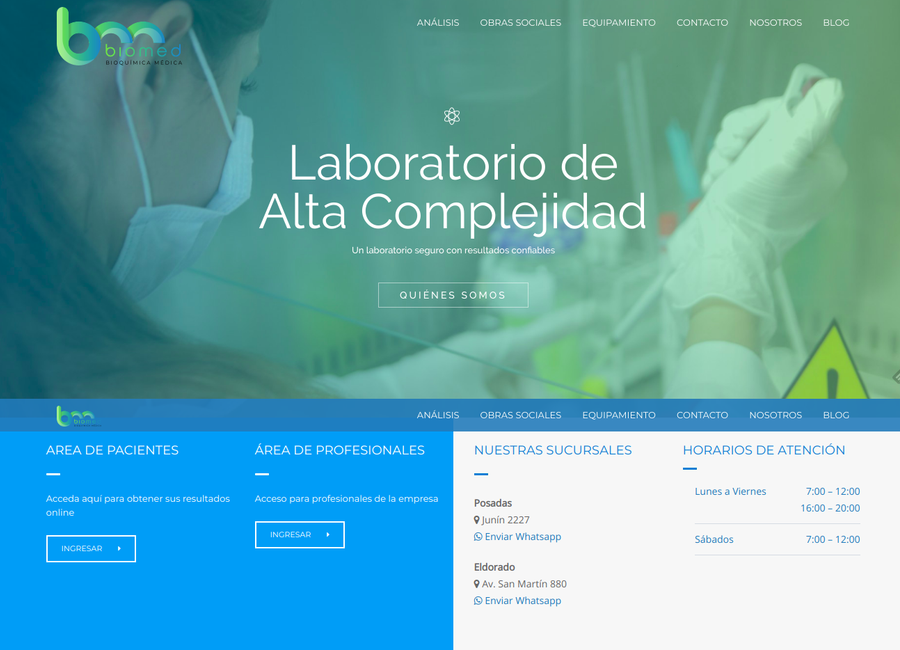 biomed
BIOQUÍMICA MÉDICA
ANÁLISIS OBRAS SOCIALES EQUIPAMIENTO CONTACTO NOSOTROS BLOG
Laboratorio de
Alta Complejidad
Un laboratorio seguro con resultados confiables
QUIÉNES SOMOS
biomed
ANÁLISIS OBRAS SOCIALES EQUIPAMIENTO CONTACTO NOSOTROS BLOG
AREA DE PACIENTES
Acceda aquí para obtener sus resultados
online
INGRESAR
ÁREA DE PROFESIONALES
Acceso para profesionales de la empresa
INGRESAR
NUESTRAS SUCURSALES
Posadas
Junín 2227
Enviar Whatsapp
Eldorado
Av. San Martín 880
Enviar Whatsapp
HORARIOS DE ATENCIÓN
Lunes a Viernes 7:00 – 12:00
16:00 – 20:00
Sábados 7:00 – 12:00